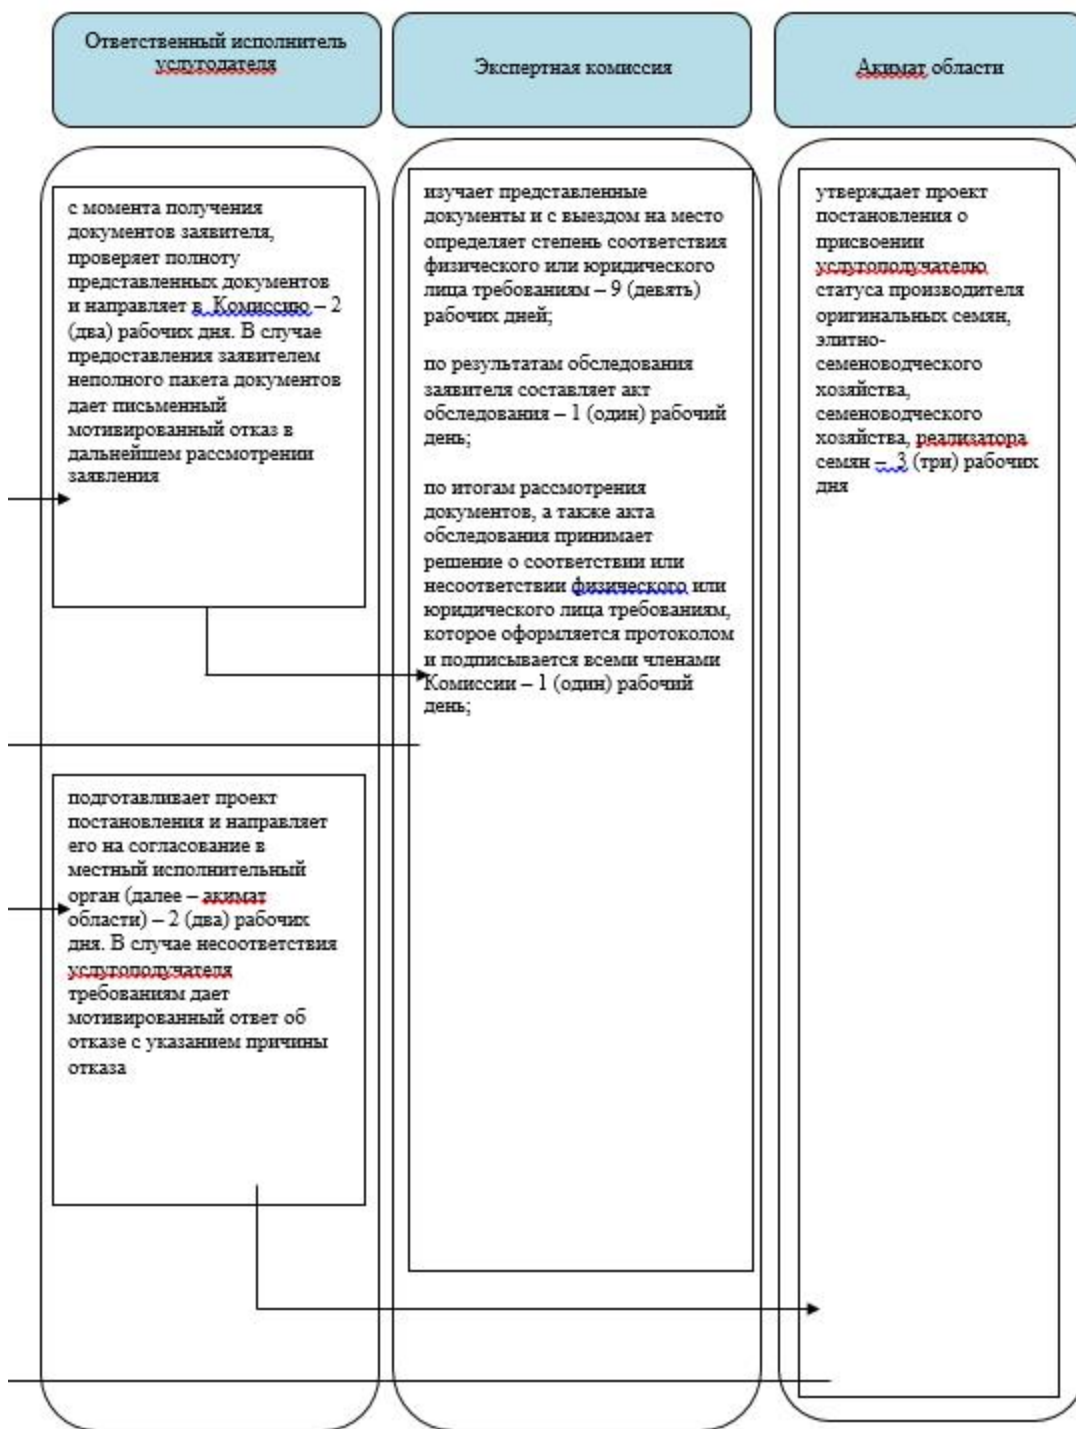 Ответственный исполнитель
услугодателя
Экспертная комиссия
Акимат области
с момента получения
документов заявителя,
проверяет полноту
представленных документов
и направляет в  Комиссию – 2
(два) рабочих дня. В случае
предоставления заявителем
неполного пакета документов
дает письменный
мотивированный отказ в
дальнейшем рассмотрении
заявления
подготавливает проект
постановления и направляет
его на согласование в
местный исполнительный
орган (далее – акимат
области) – 2 (два) рабочих
дня. В случае несоответствия
услугополучателя
требованиям дает
мотивированный ответ об
отказе с указанием причины
отказа
изучает представленные
документы и с выездом на место
определяет степень соответствия
физического или юридического
лица требованиям – 9 (девять)
рабочих дней;
по результатам обследования
заявителя составляет акт
обследования – 1 (один) рабочий
день;
по итогам рассмотрения
документов, а также акта
обследования принимает
решение о соответствии или
несоответствии физического или
юридического лица требованиям,
которое оформляется протоколом
и подписывается всеми членами
Комиссии – 1 (один) рабочий
день;
утверждает проект
постановления о
присвоении
услугополучателю
статуса производителя
оригинальных семян,
элитно-
семеноводческого
хозяйства,
семеноводческого
хозяйства, реализатора
семян –  3 (три) рабочих
дня